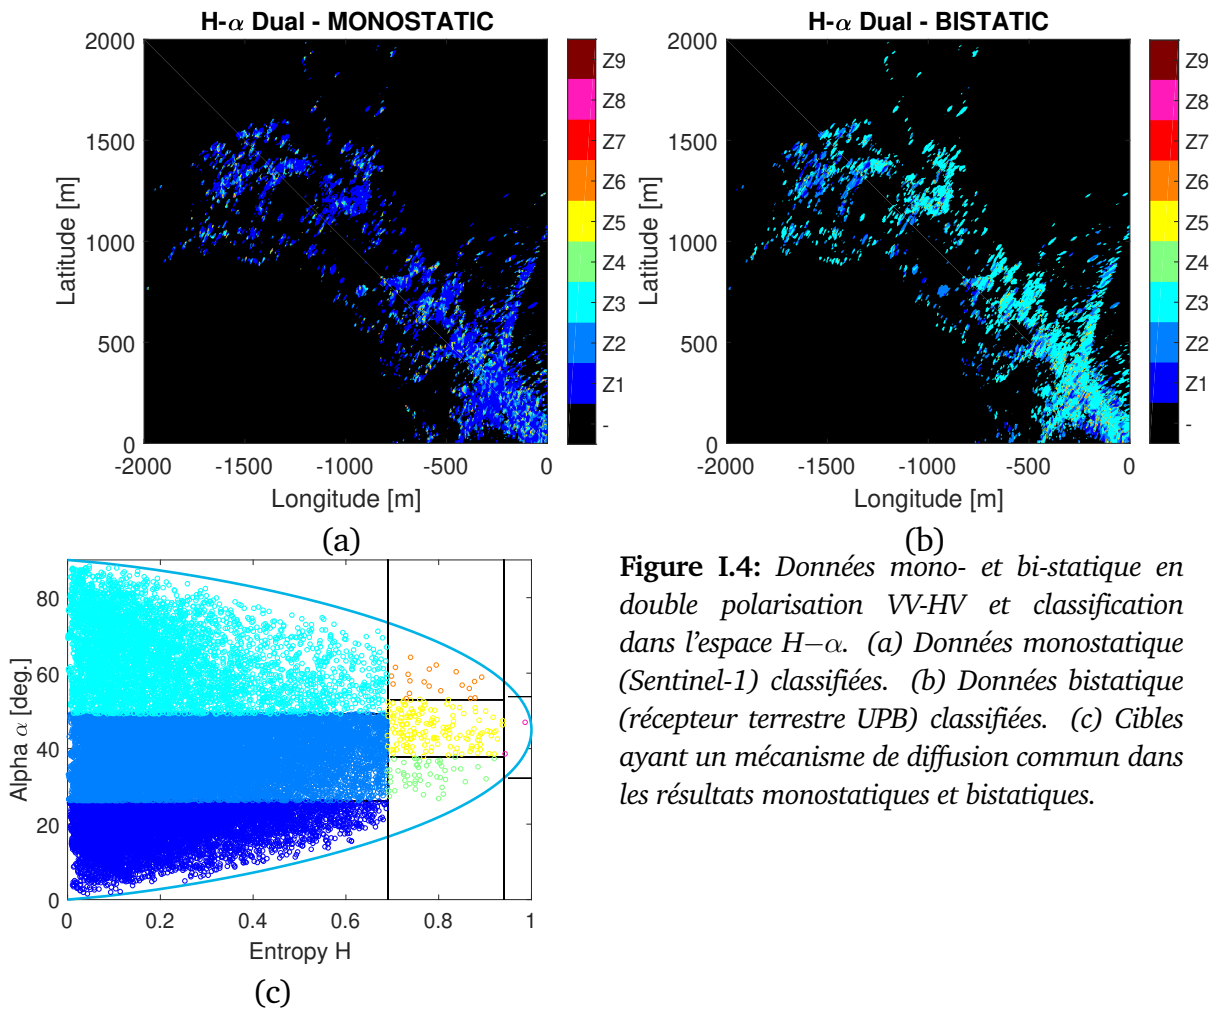 H-α Dual - MONOSTATIC
2000
1500
1000
500
0
Latitude [m]
-2000
-1500
-1000
-500
0
Longitude [m]
Z9
Z8
Z7
Z6
Z5
Z4
Z3
Z2
Z1
-
(a)
H-α Dual - BISTATIC
2000
1500
1000
500
0
Latitude [m]
-2000
-1500
-1000
-500
0
Longitude [m]
Z9
Z8
Z7
Z6
Z5
Z4
Z3
Z2
Z1
-
(b)
80
60
40
20
0
Alpha α [deg.]
0
0.2
0.4
0.6
0.8
1
Entropy H
(c)
Figure I.4: Données mono- et bi-statique en
double polarisation VV-HV et classification
dans l'espace H−α. (a) Données monostatique
(Sentinel-1) classifiées. (b) Données bistatique
(récepteur terrestre UPB) classifiées. (c) Cibles
ayant un mécanisme de diffusion commun dans
les résultats monostatiques et bistatiques.